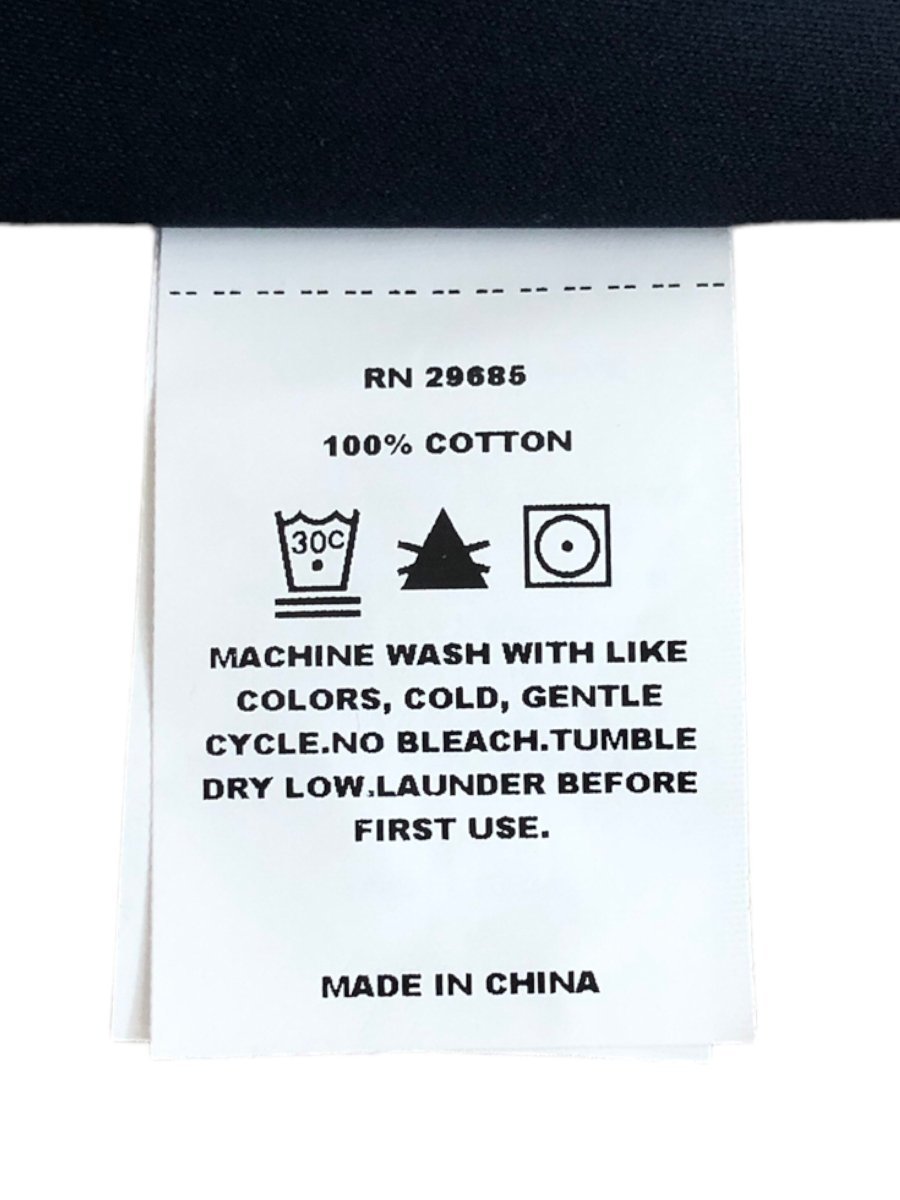 RN 29685
100% COTTON
30C
MACHINE WASH WITH LIKE
COLORS, COLD, GENTLE
CYCLE.NO BLEACH.TUMBLE
DRY LOW.LAUNDER BEFORE
FIRST USE.
MADE IN CHINA